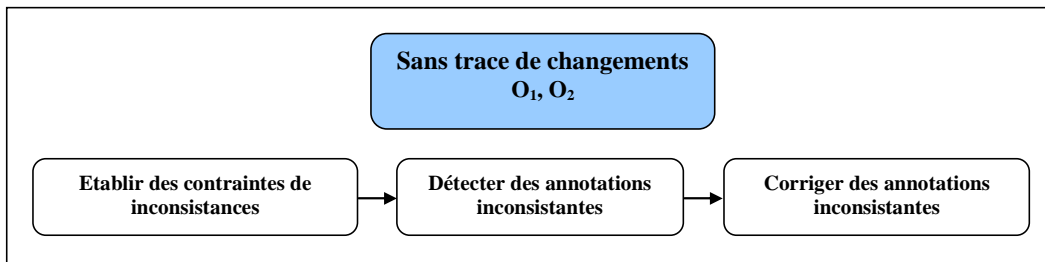 Sans trace de changements
O₁, O₂
Etablir des contraintes de
inconsistances
Détecter des annotations
inconsistantes
Corriger des annotations
inconsistantes